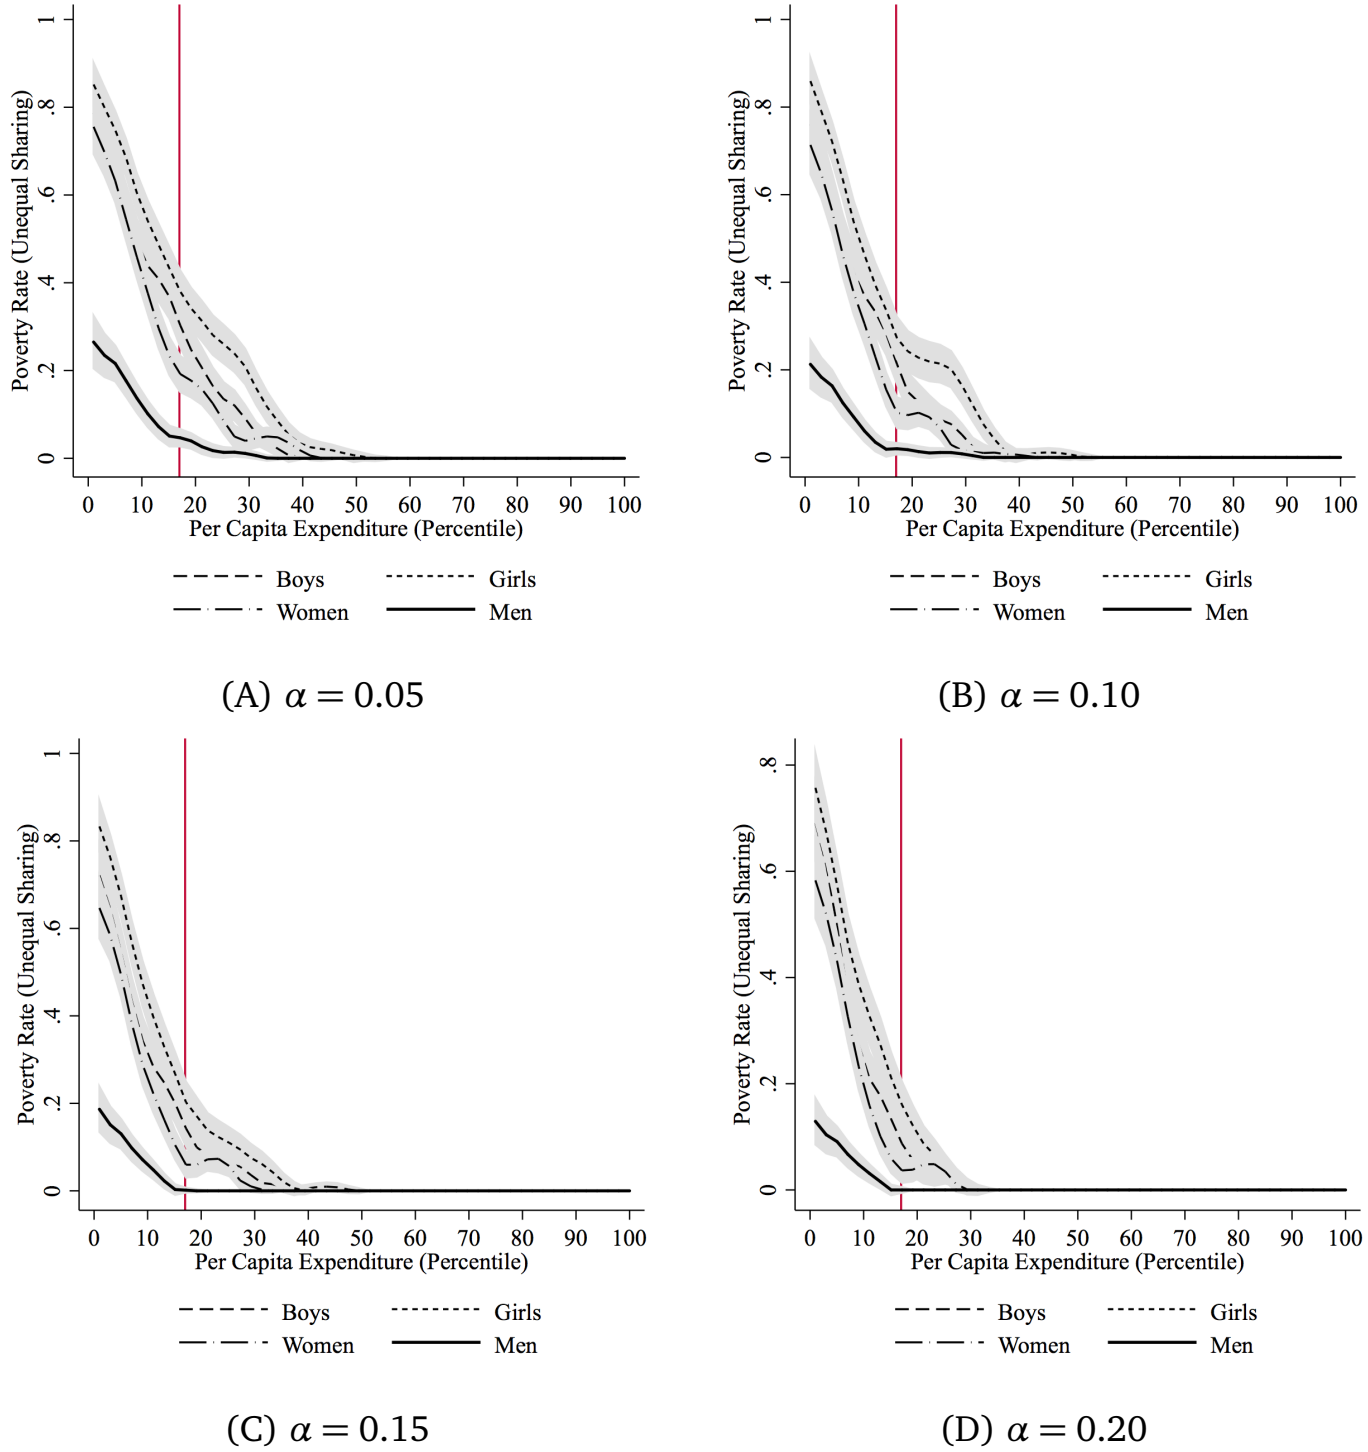 Poverty Rate (Unequal Sharing)
1
.8
.6
.4
.2
0
0 10 20 30 40 50 60 70 80 90 100
Per Capita Expenditure (Percentile)
Boys Girls
Women Men
(A) α = 0.05
Poverty Rate (Unequal Sharing)
1
.8
.6
.4
.2
0
0 10 20 30 40 50 60 70 80 90 100
Per Capita Expenditure (Percentile)
Boys Girls
Women Men
(B) α = 0.10
Poverty Rate (Unequal Sharing)
1
.8
.6
.4
.2
0
0 10 20 30 40 50 60 70 80 90 100
Per Capita Expenditure (Percentile)
Boys Girls
Women Men
(C) α = 0.15
Poverty Rate (Unequal Sharing)
.8
.6
.4
.2
0
0 10 20 30 40 50 60 70 80 90 100
Per Capita Expenditure (Percentile)
Boys Girls
Women Men
(D) α = 0.20